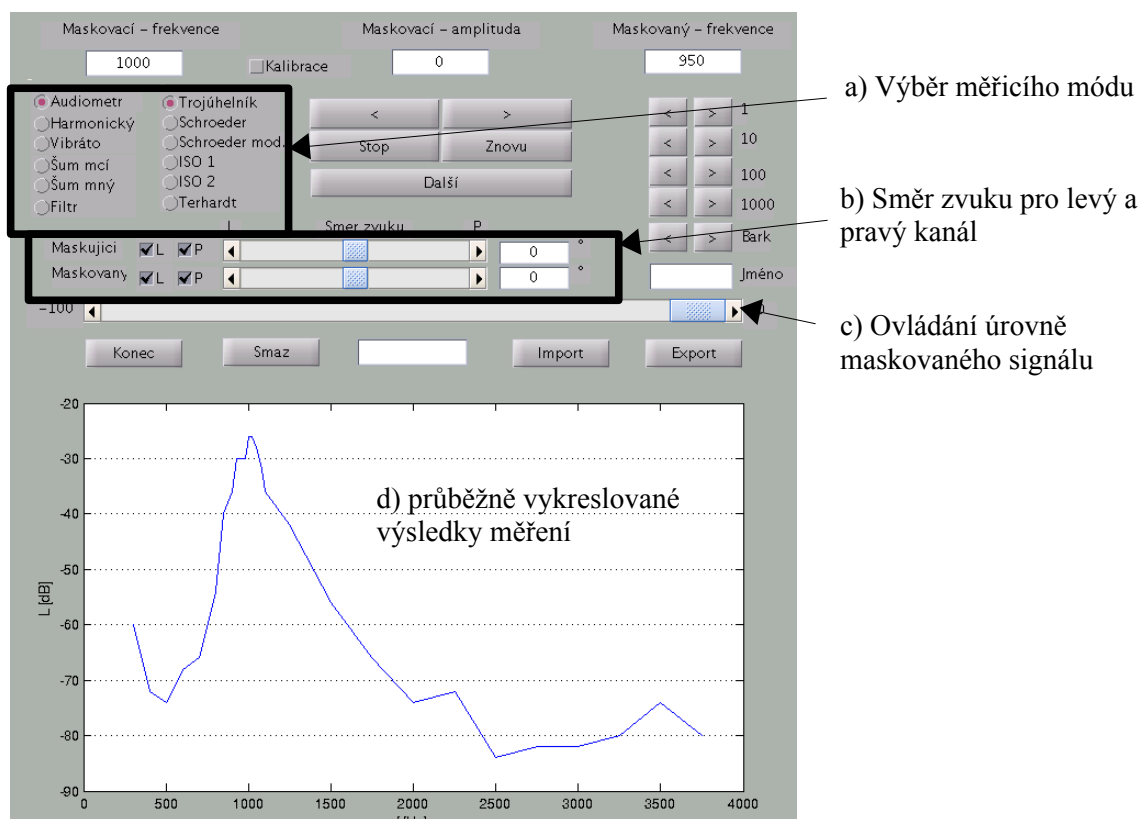 Maskovací – frekvence
Maskovací – amplituda
Maskovaný – frekvence
1000
Kalibrace
0
950
Audiometr
Harmonický
Vibráto
Šum mcí
Šum mný
Filtr
Trojúhelník
Schroeder
Schroeder mod.
ISO 1
ISO 2
Terhardt
< >
Stop Znovu
Další
< > 1
< > 10
< > 100
< > 1000
< > Bark
a) Výběr měřicího módu
b) Směr zvuku pro levý a
pravý kanál
L Smer zvuku P
Maskujici L P 0 °
Maskovany L P 0 °
Jméno
-100
c) Ovládání úrovně
maskovaného signálu
Konec Smaz Import Export
d) průběžně vykreslované
výsledky měření
L [dB]
-20
-30
-40
-50
-60
-70
-80
-90
0 500 1000 1500 2000 2500 3000 3500 4000